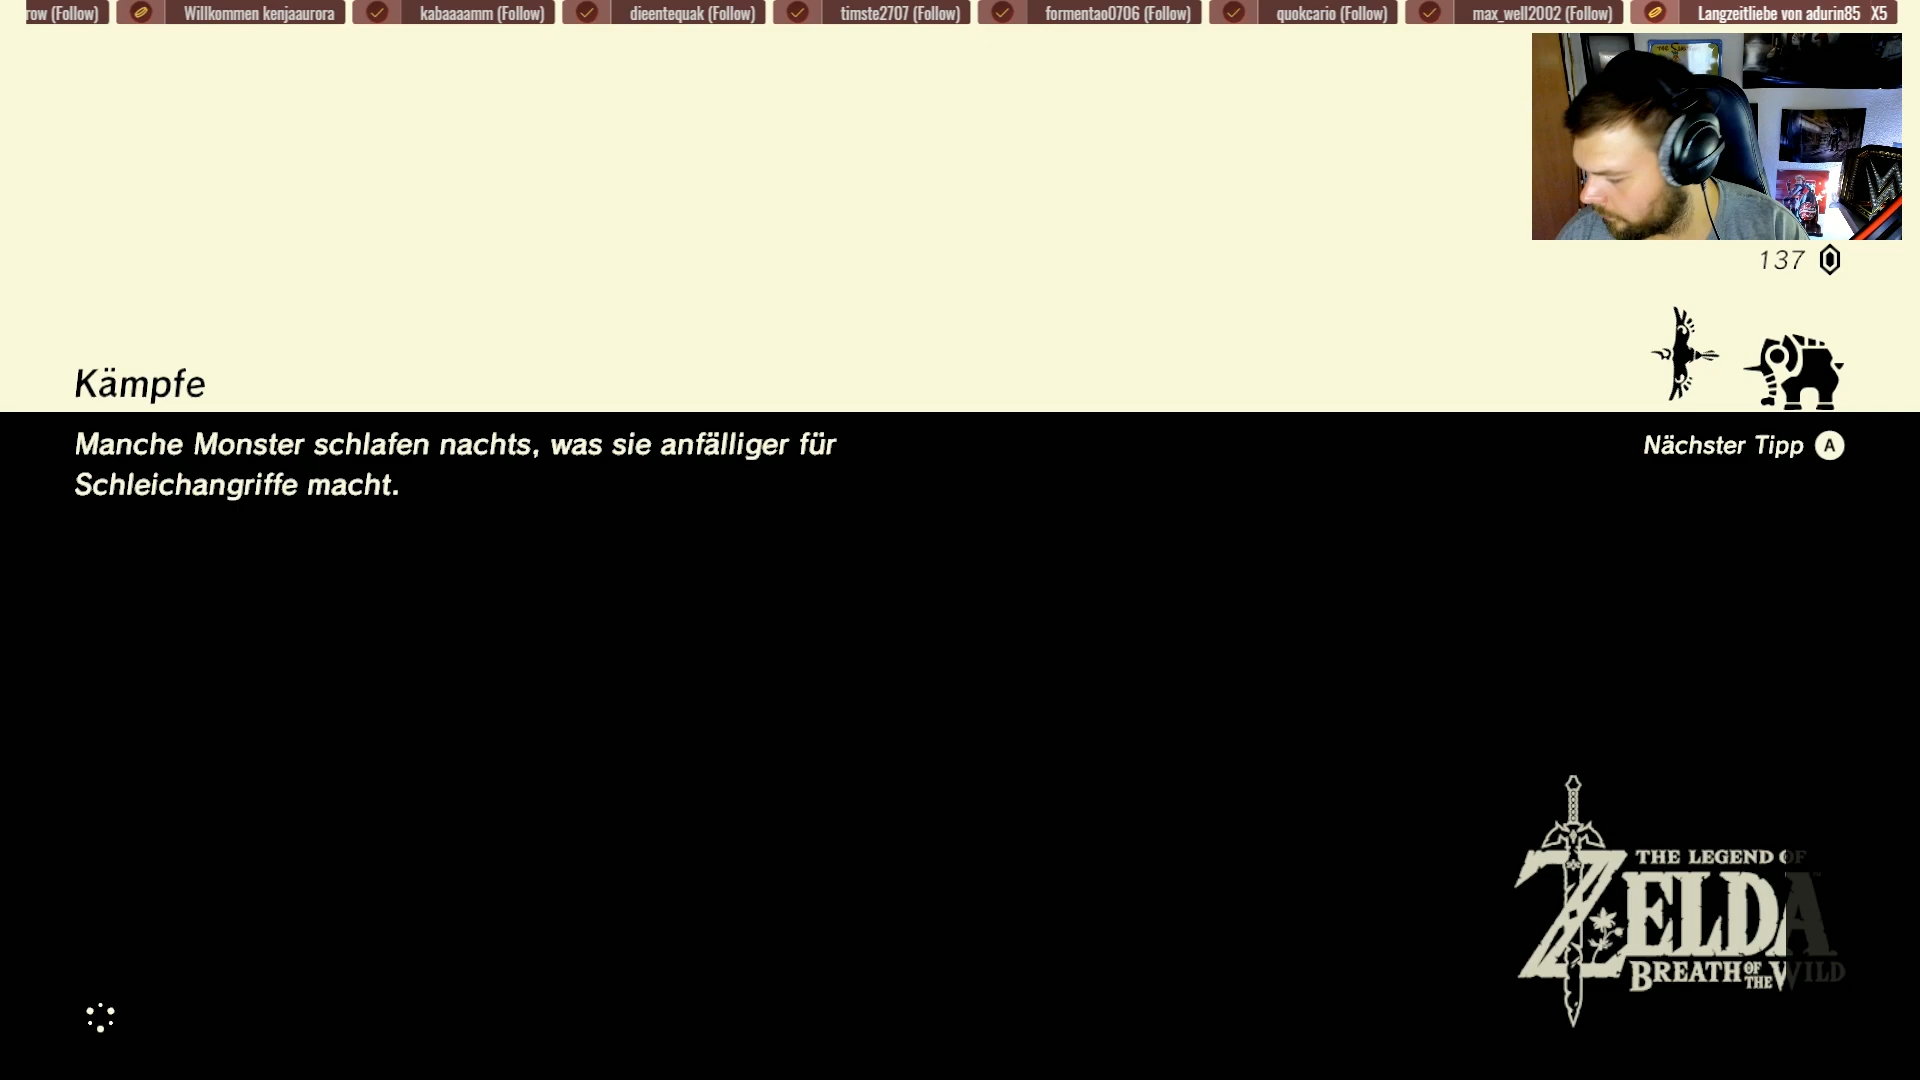 row (Follow) Willkommen kenjaaurora kabaaaamm (Follow) dieentequak (Follow) timste2707 (Follow) formentao0706 (Follow) quokcario (Follow) max_well2002 (Follow) Langzeitliebe von adurin85 X5
137
Kämpfe
Manche Monster schlafen nachts, was sie anfälliger für
Schleichangriffe macht.
Nächster Tipp A
THE LEGEND OF
ZELDA
BREATH OF THE WILD